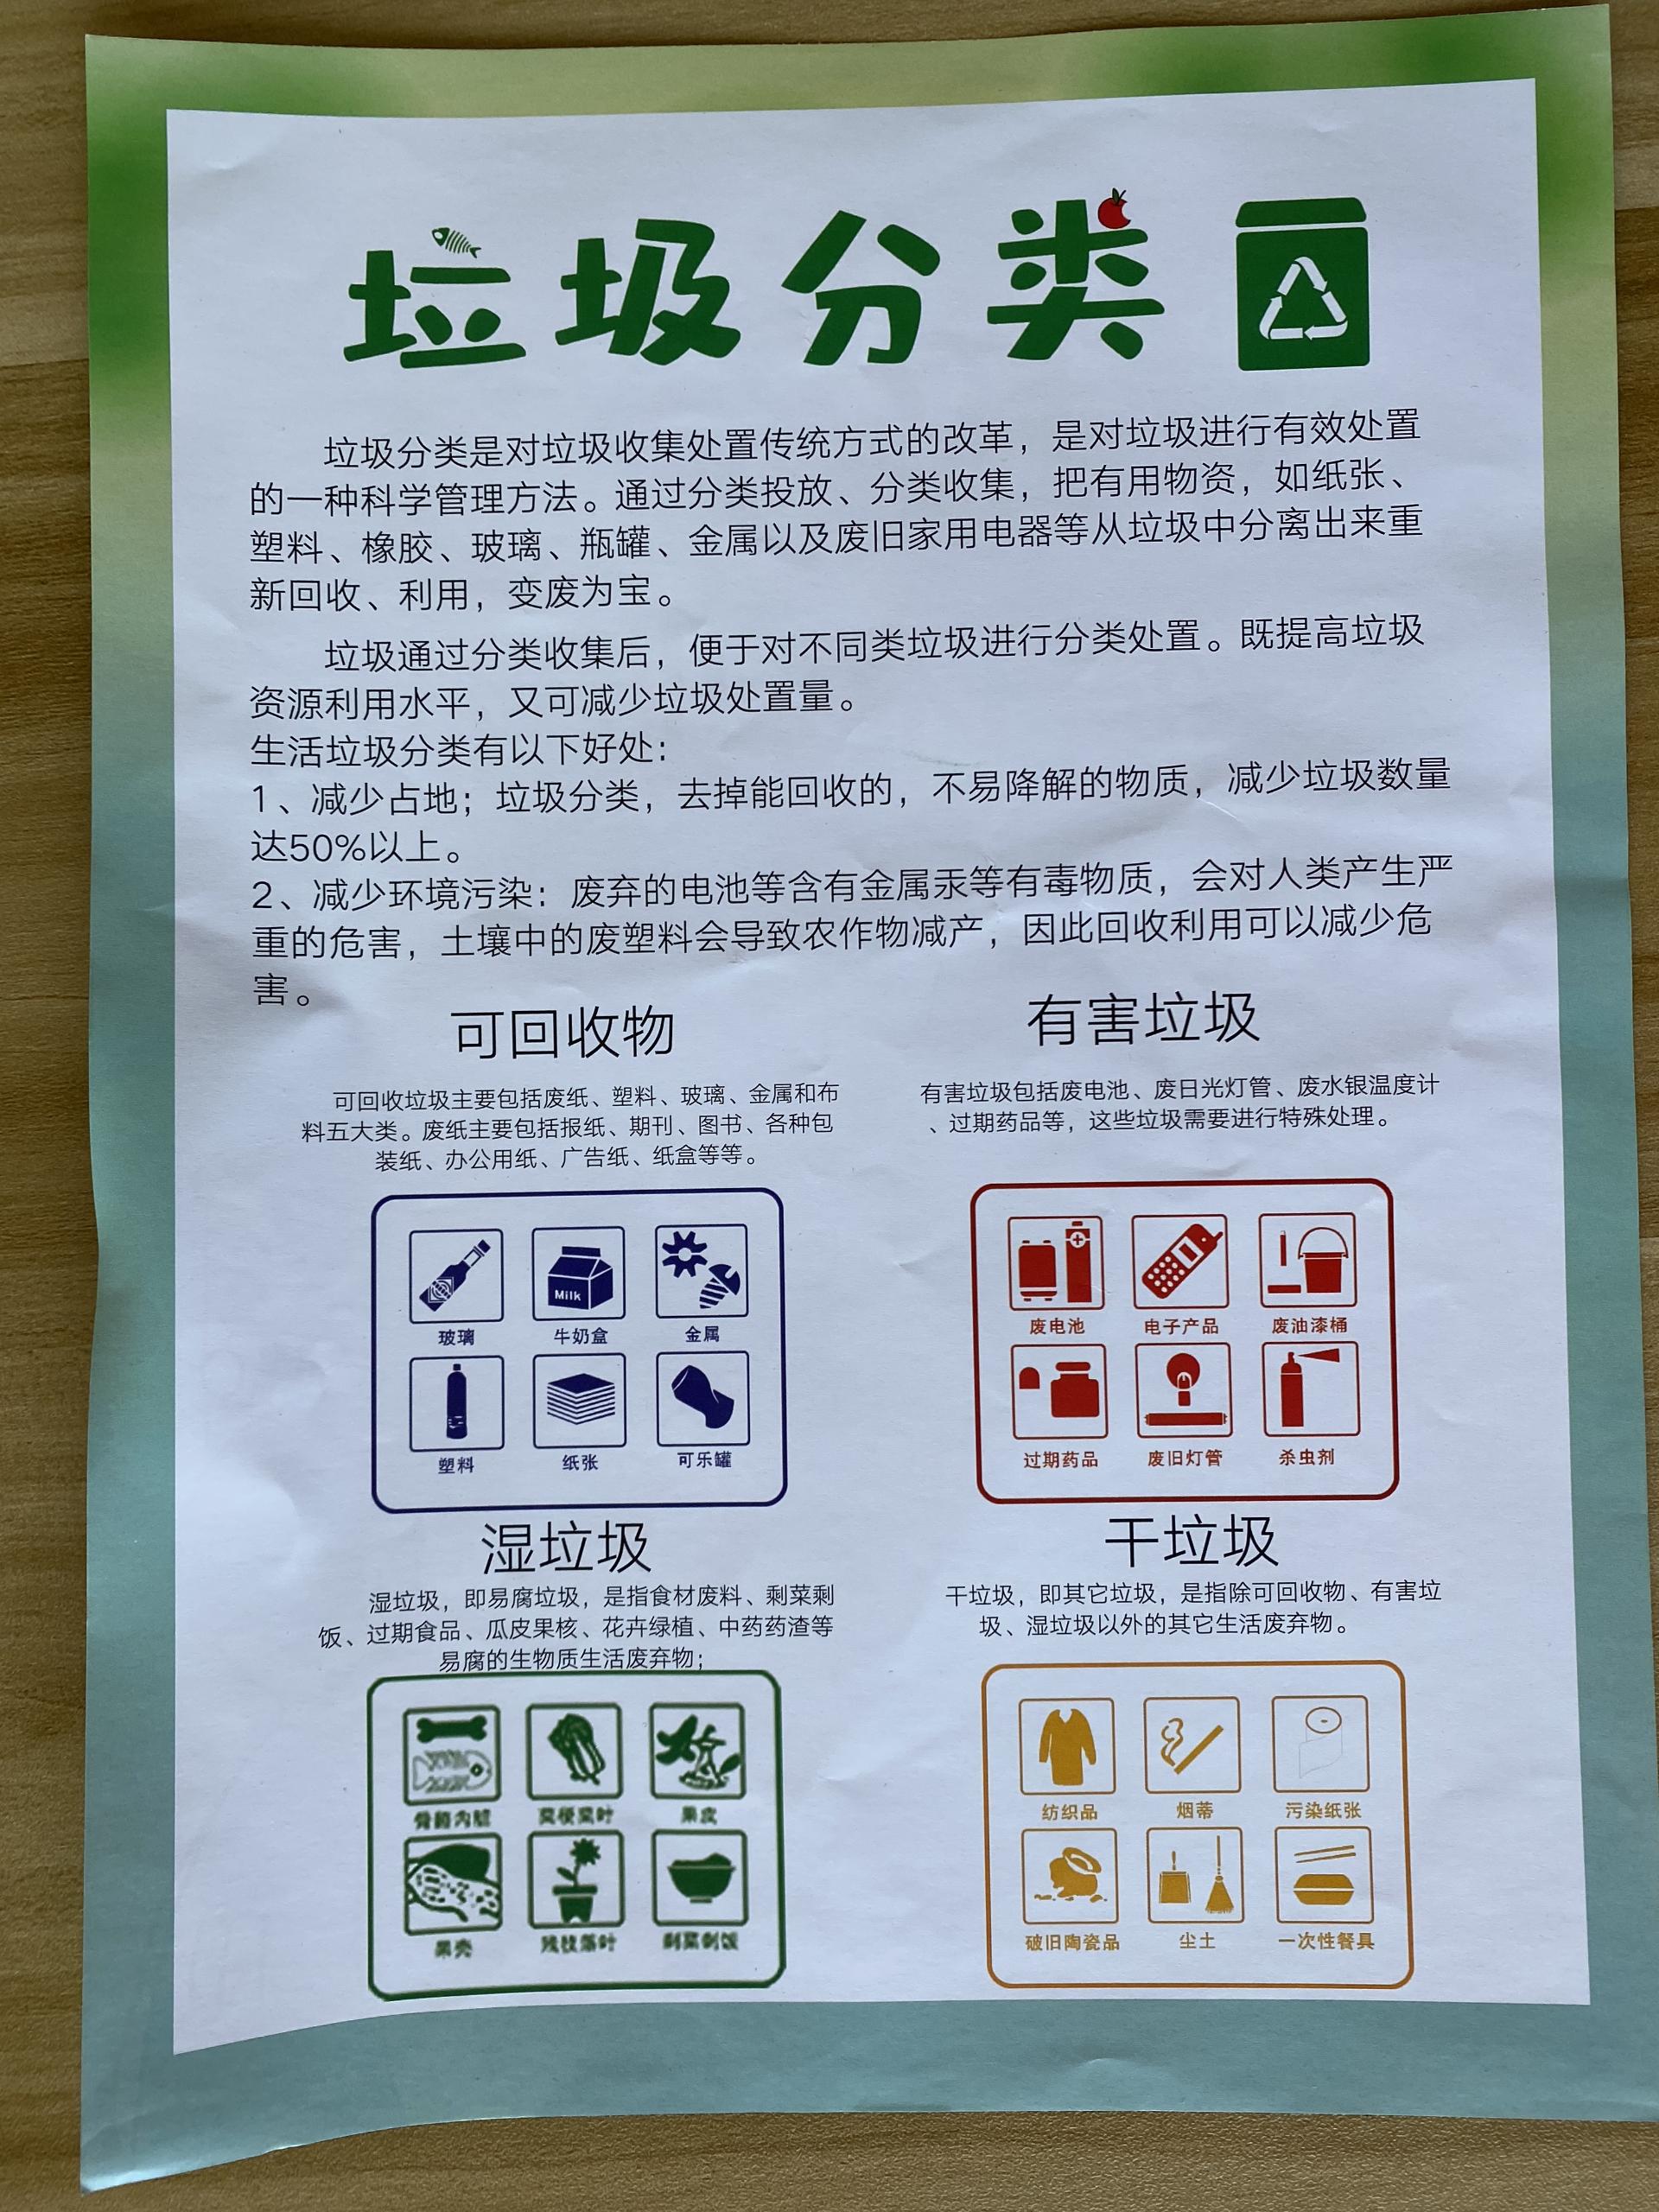 垃圾分类
垃圾分类是对垃圾收集处置传统方式的改革，是对垃圾进行有效处置
的一种科学管理方法。通过分类投放、分类收集，把有用物资，如纸张、
塑料、橡胶、玻璃、瓶罐、金属以及废旧家用电器等从垃圾中分离出来重
新回收、利用，变废为宝。
垃圾通过分类收集后，便于对不同类垃圾进行分类处置。既提高垃圾
资源利用水平，又可减少垃圾处置量。
生活垃圾分类有以下好处：
1、减少占地；垃圾分类，去掉能回收的，不易降解的物质，减少垃圾数量
达50%以上。
2、减少环境污染：废弃的电池等含有金属汞等有毒物质，会对人类产生严
重的危害，土壤中的废塑料会导致农作物减产，因此回收利用可以减少危
害。
可回收物
可回收垃圾主要包括废纸、塑料、玻璃、金属和布
料五大类。废纸主要包括报纸、期刊、图书、各种包
装纸、办公用纸、广告纸、纸盒等等。
Milk
玻璃 牛奶盒 金属
塑料 纸张 可乐罐
有害垃圾
有害垃圾包括废电池、废日光灯管、废水银温度计
、过期药品等，这些垃圾需要进行特殊处理。
废电池 电子产品 废油漆桶
过期药品 废旧灯管 杀虫剂
湿垃圾
湿垃圾，即易腐垃圾，是指食材废料、剩菜剩
饭、过期食品、瓜皮果核、花卉绿植、中药药渣等
易腐的生物质生活废弃物；
骨骼内脏 菜梗菜叶 果皮
果壳 残枝落叶 剩菜剩饭
干垃圾
干垃圾，即其它垃圾，是指除可回收物、有害垃
圾、湿垃圾以外的其它生活废弃物。
纺织品 烟蒂 污染纸张
破旧陶瓷品 尘土 一次性餐具